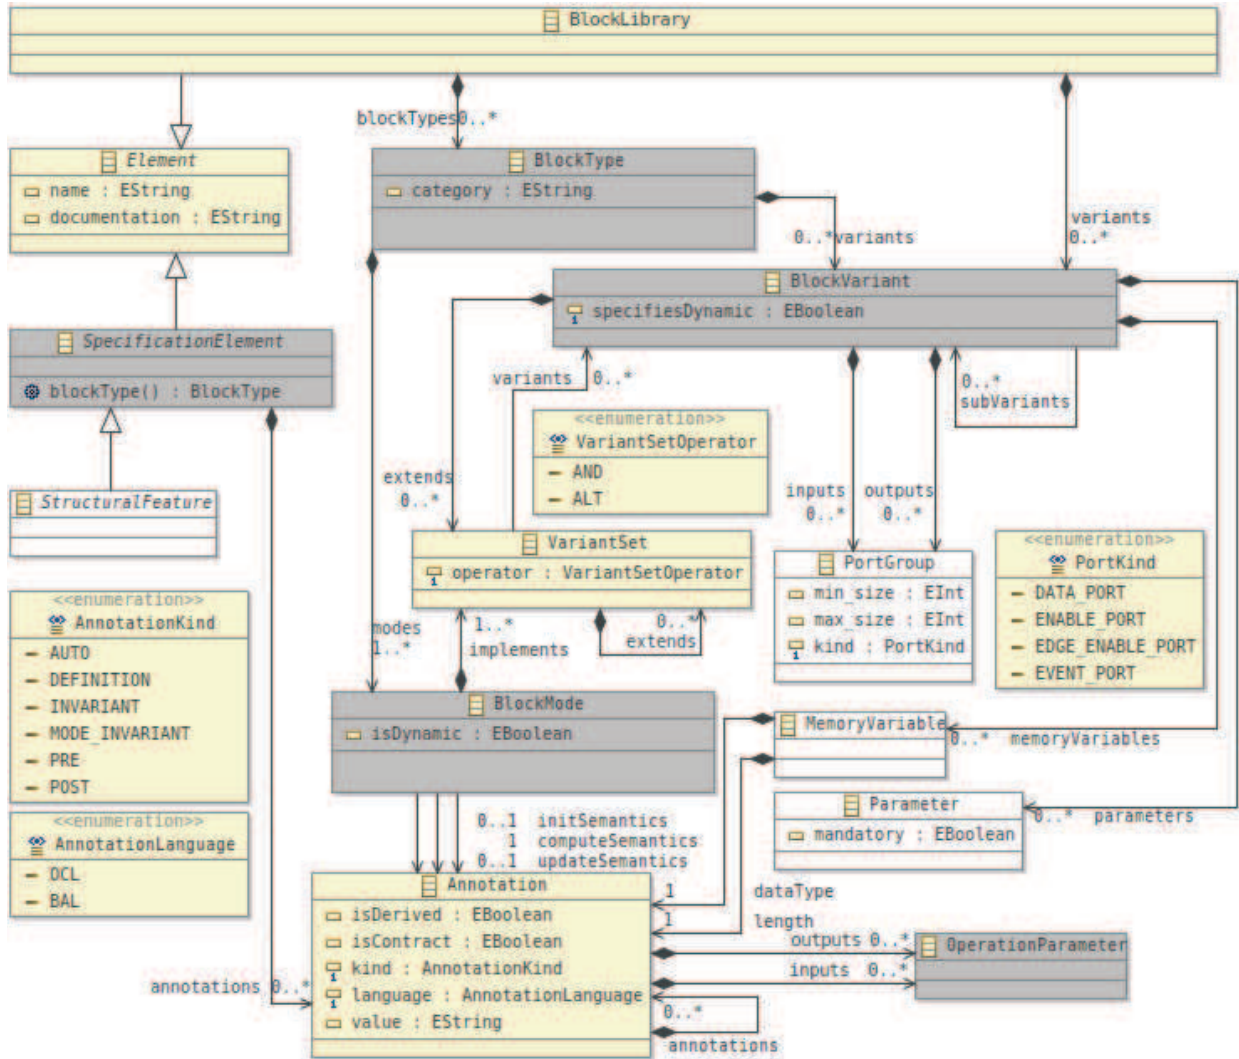 BlockLibrary
blockTypes 0..*
Element
name : EString
documentation : EString
BlockType
category : EString
variants
0..*
0..* variants
BlockVariant
specifiesDynamic : EBoolean
SpecificationElement
blockType() : BlockType
variants 0..*
0..*
subVariants
<<enumeration>>
VariantSetOperator
AND
ALT
extends
0..*
inputs
0..*
outputs
0..*
StructuralFeature
VariantSet
operator : VariantSetOperator
PortGroup
min_size : EInt
max_size : EInt
kind : PortKind
<<enumeration>>
PortKind
DATA_PORT
ENABLE_PORT
EDGE_ENABLE_PORT
EVENT_PORT
<<enumeration>>
AnnotationKind
AUTO
DEFINITION
INVARIANT
MODE_INVARIANT
PRE
POST
modes
1..*
1..*
implements
0..*
extends
BlockMode
isDynamic : EBoolean
MemoryVariable
0..* memoryVariables
Parameter
mandatory : EBoolean
0..* parameters
<<enumeration>>
AnnotationLanguage
OCL
BAL
0..1 initSemantics
1 computeSemantics
0..1 updateSemantics
Annotation
isDerived : EBoolean
isContract : EBoolean
kind : AnnotationKind
language : AnnotationLanguage
value : EString
1 dataType
1 length
outputs 0..*
inputs 0..*
OperationParameter
annotations 0..*
0..*
annotations